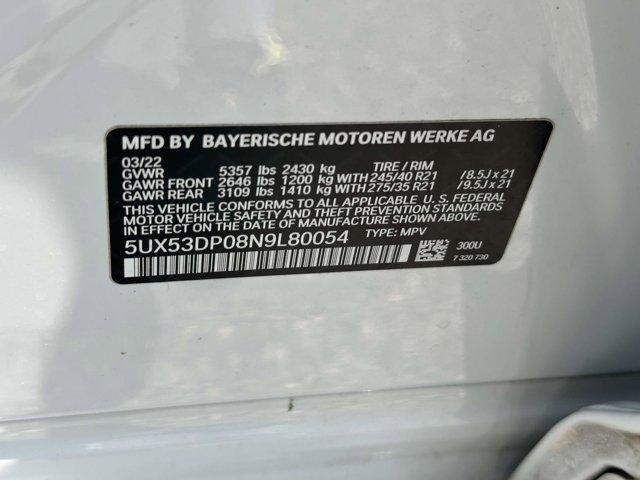 MFD BY BAYERISCHE MOTOREN WERKE AG
03/22
GVWR 5357 lbs 2430 kg TIRE / RIM
GAWR FRONT 2646 lbs 1200 kg WITH 245/40 R21 /8.5J x 21
GAWR REAR 3109 lbs 1410 kg WITH 275/35 R21 /9.5J x 21
THIS VEHICLE CONFORMS TO ALL APPLICABLE U. S. FEDERAL
MOTOR VEHICLE SAFETY, BUMPER, AND THEFT PREVENTION
STANDARDS IN EFFECT ON THE DATE OF MANUFACTURE SHOWN ABOVE.
5UX53DP08N9L80054 TYPE: MPV
300U
7 320 730